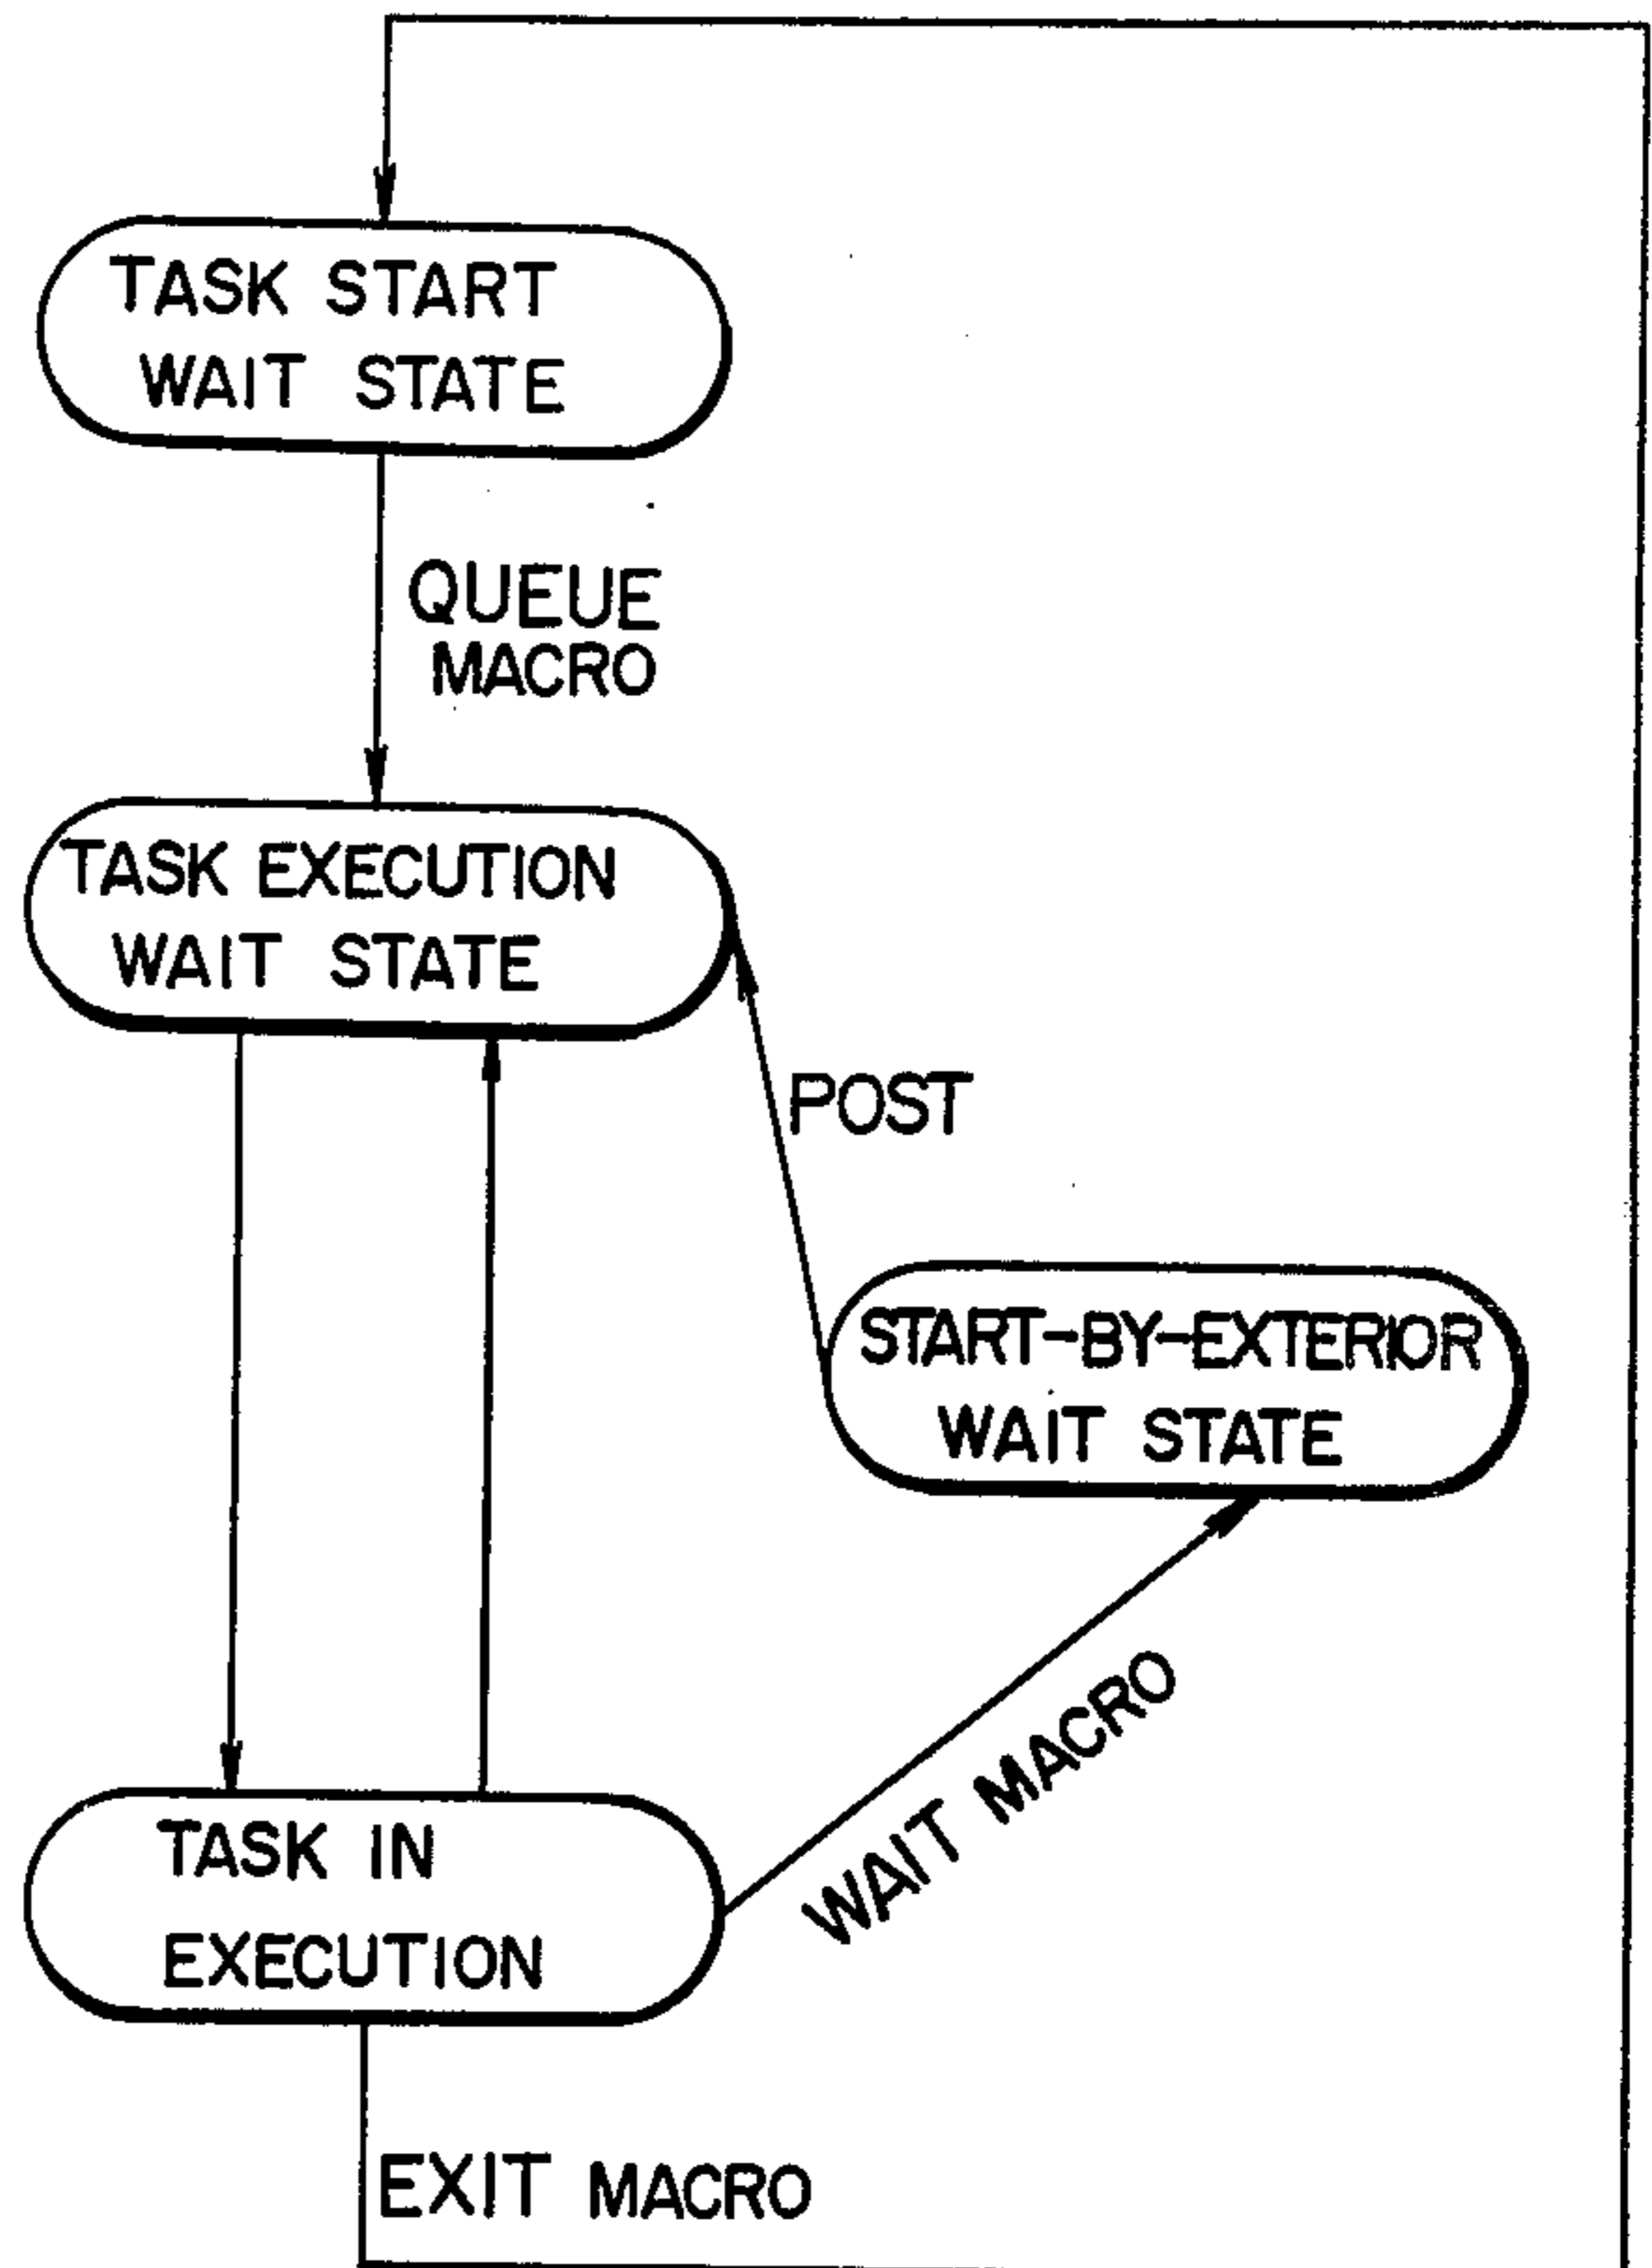 TASK START
WAIT STATE
QUEUE
MACRO
TASK EXECUTION
WAIT STATE
POST
START-BY-EXTERIOR
WAIT STATE
WAIT MACRO
TASK IN
EXECUTION
EXIT MACRO